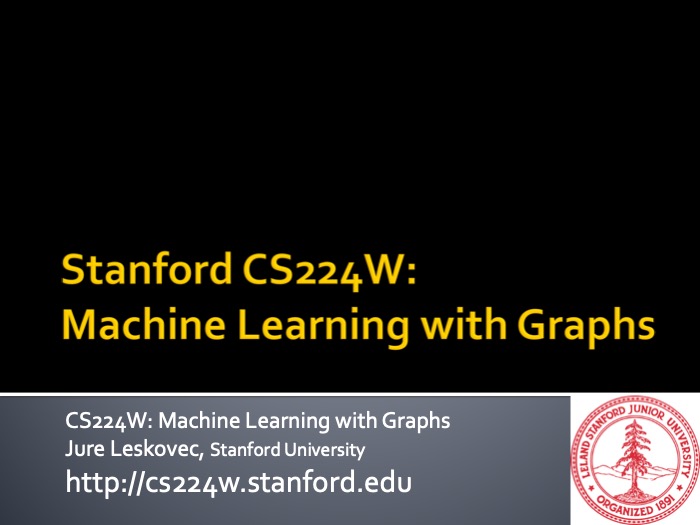 Stanford CS224W:
Machine Learning with Graphs
CS224W: Machine Learning with Graphs
Jure Leskovec, Stanford University
http://cs224w.stanford.edu
LELAND STANFORD JUNIOR UNIVERSITY
ORGANIZED 1891